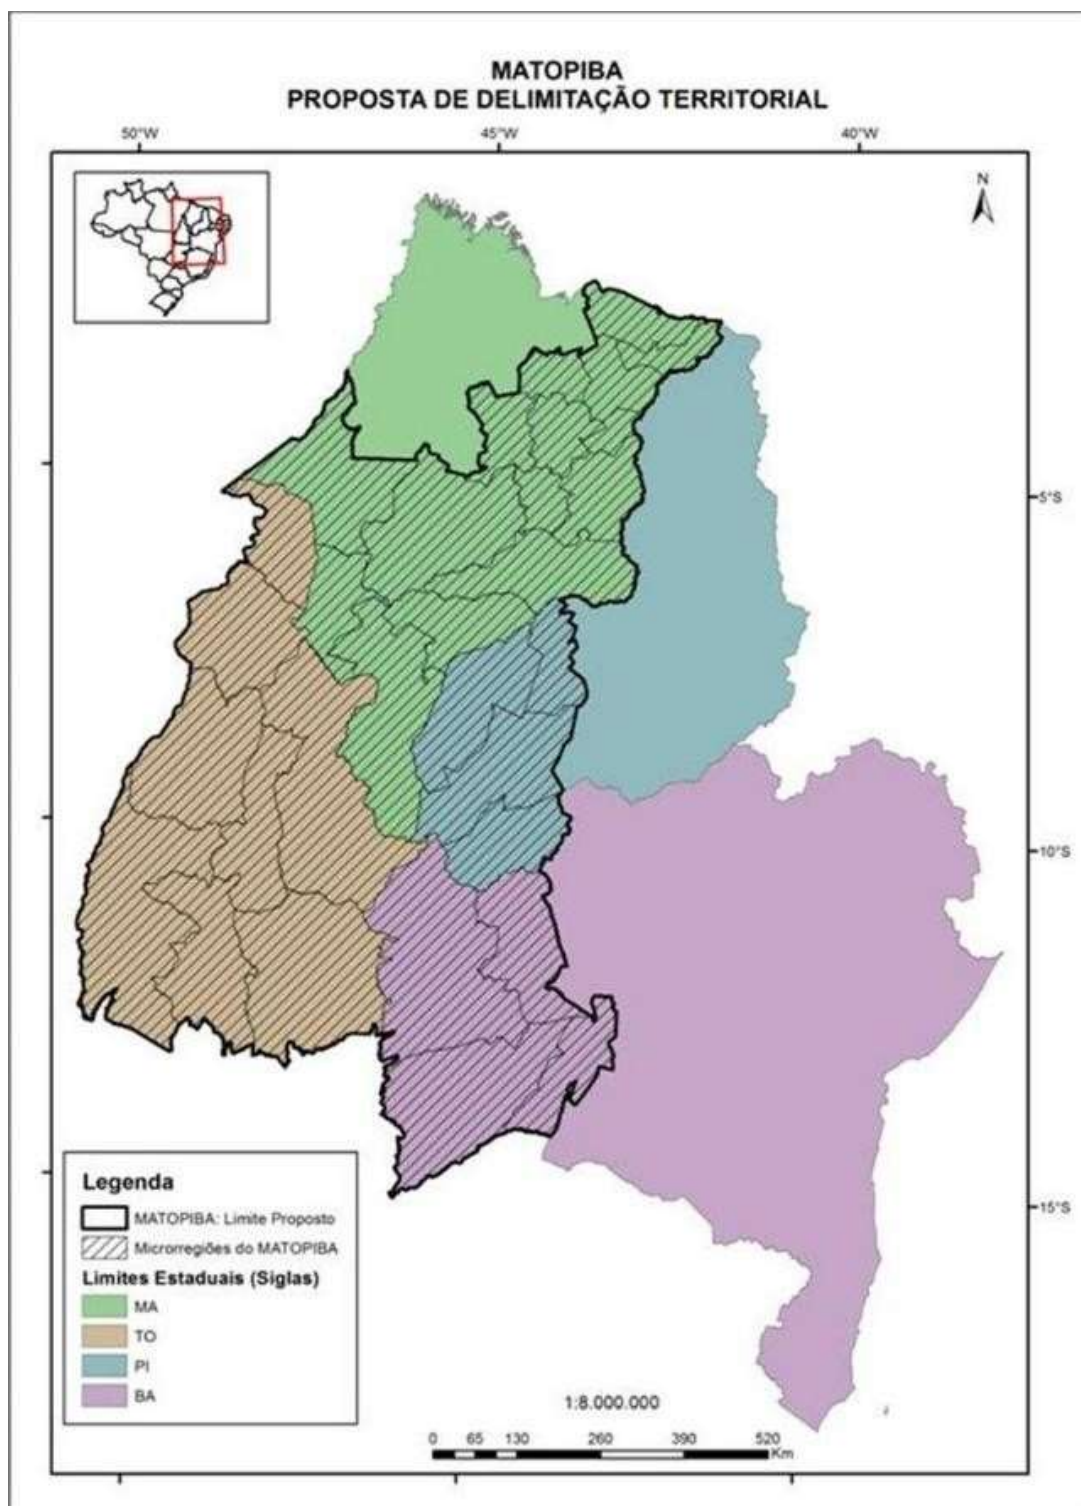 MATOPIBA
PROPOSTA DE DELIMITAÇÃO TERRITORIAL
50°W
45°W
40°W
N
5°S
10°S
15°S
Legenda
MATOPIBA: Limite Proposto
Microrregiões do MATOPIBA
Limites Estaduais (Siglas)
MA
TO
PI
BA
1:8.000.000
0 65 130 260 390 520
Km